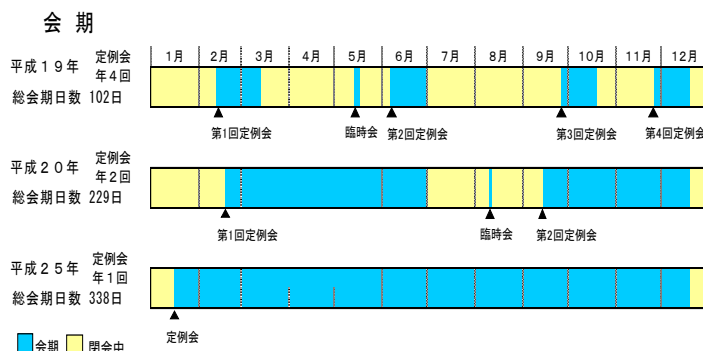 会 期
1月 2月 3月 4月 5月 6月 7月 8月 9月 10月 11月 12月
平成19年 定例会 年4回
総会期日数 102日
▲ ▲ ▲ ▲ ▲
第1回定例会 臨時会 第2回定例会 第3回定例会 第4回定例会
平成20年 定例会 年2回
総会期日数 229日
▲ ▲ ▲
第1回定例会 臨時会 第2回定例会
平成25年 定例会 年1回
総会期日数 338日
▲
定例会
会期 閉会中